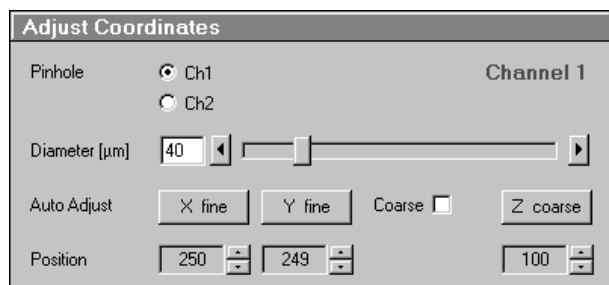 Adjust Coordinates
Pinhole Ch1 Channel 1
Ch2
Diameter [µm] 40
Auto Adjust X fine Y fine Coarse Z coarse
Position 250 249 100